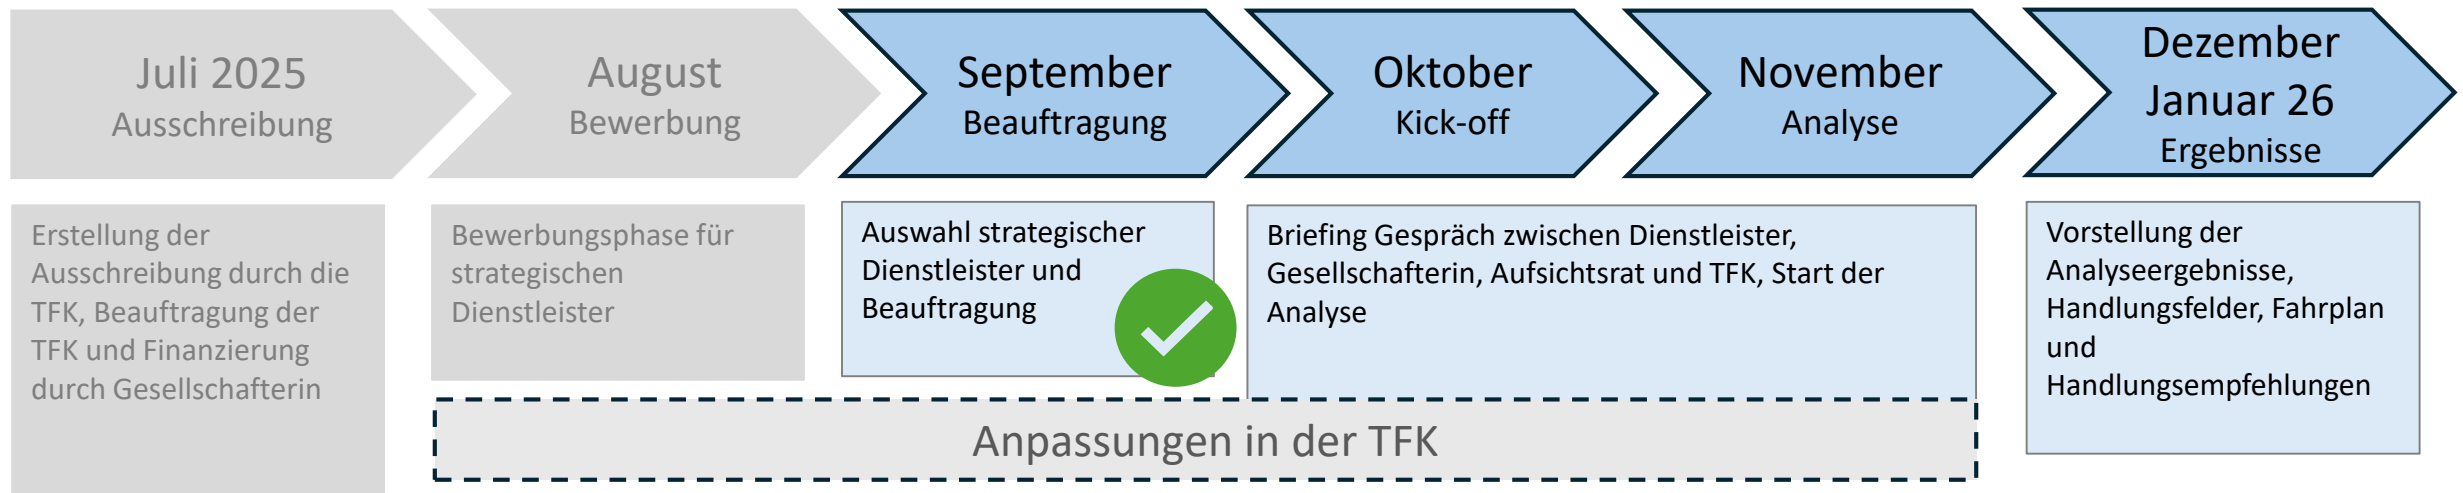 Juli 2025
Ausschreibung
August
Bewerbung
September
Beauftragung
Oktober
Kick-off
November
Analyse
Dezember
Januar 26
Ergebnisse
Erstellung der
Ausschreibung durch die
TFK, Beauftragung der
TFK und Finanzierung
durch Gesellschafterin
Bewerbungsphase für
strategischen
Dienstleister
Auswahl strategischer
Dienstleister und
Beauftragung
Briefing Gespräch zwischen Dienstleister,
Gesellschafterin, Aufsichtsrat und TFK, Start der
Analyse
Vorstellung der
Analyseergebnisse,
Handlungsfelder, Fahrplan
und
Handlungsempfehlungen
Anpassungen in der TFK